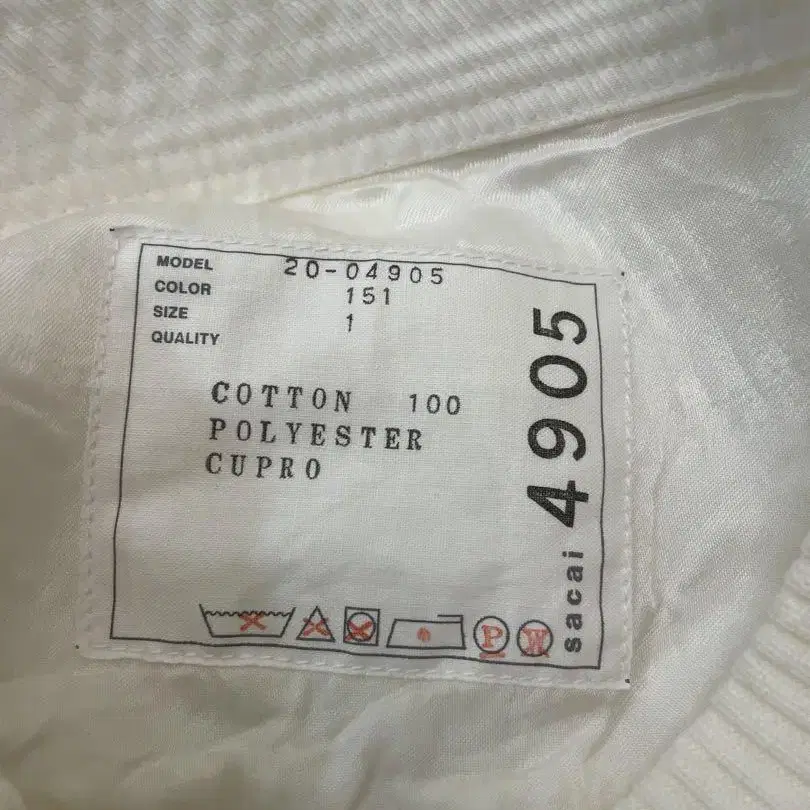 MODEL 20-04905
COLOR 151
SIZE 1
QUALITY
COTTON 100
POLYESTER
CUPRO
P W
sacai 4905